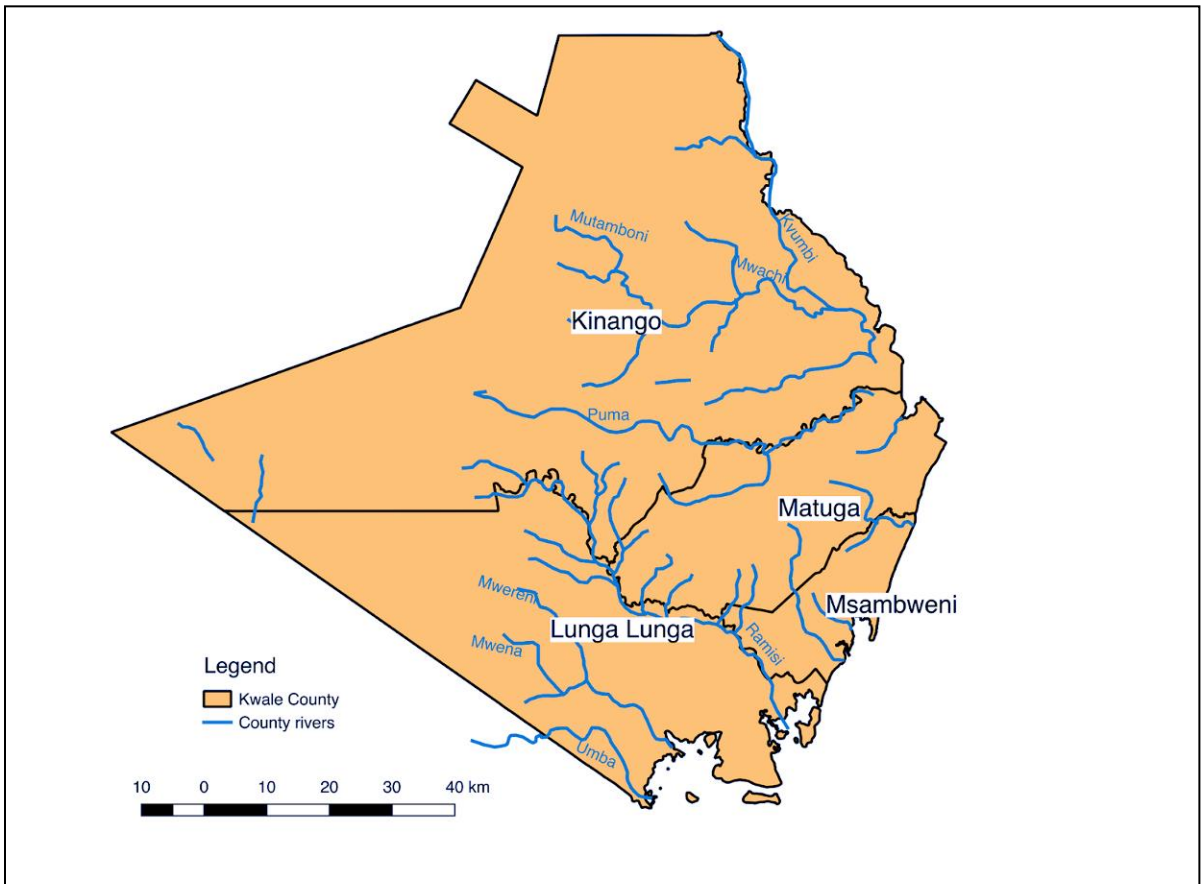 Mutamboni
Kvumbi
Mwachi
Kinango
Puma
Matuga
Mwereni
Msambweni
Lunga Lunga
Ramisi
Mwena
Legend
Kwale County
County rivers
Umba
10 0 10 20 30 40 km